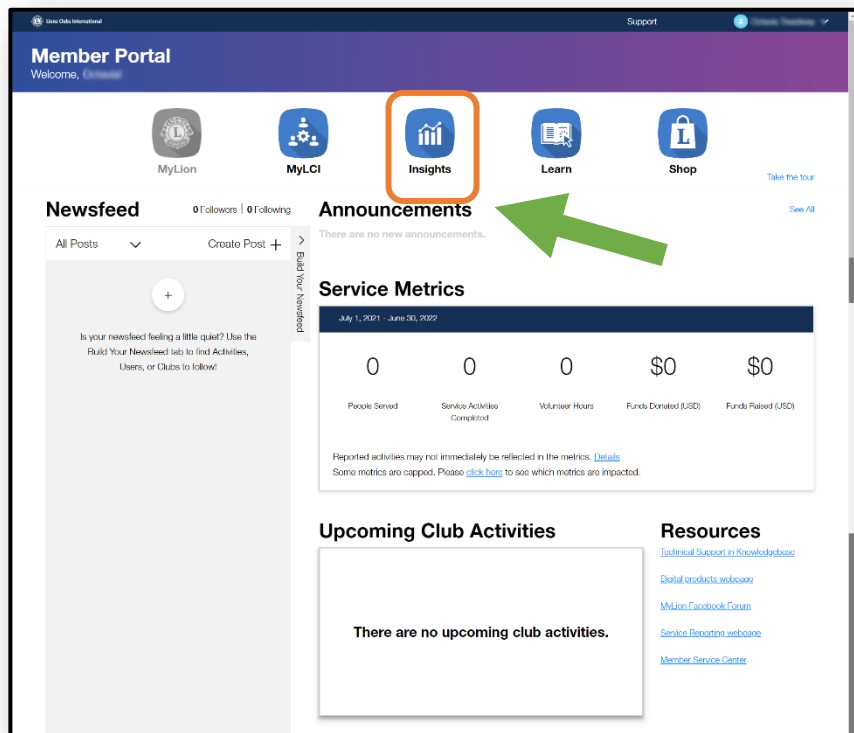 Lions Clubs International
Support
Member Portal
Welcome,
MyLion
MyLCI
Insights
Learn
Shop
Take the tour
Newsfeed
0 Followers | 0 Following
Announcements
See All
There are no new announcements.
All Posts
Create Post +
Build Your Newsfeed
Is your newsfeed feeling a little quiet? Use the
Build Your Newsfeed tab to find Activities,
Users, or Clubs to follow!
Service Metrics
July 1, 2021 - June 30, 2022
0 0 0 $0 $0
People Served
Service Activities
Completed
Volunteer Hours
Funds Donated (USD)
Funds Raised (USD)
Reported activities may not immediately be reflected in the metrics. Details
Some metrics are capped. Please click here to see which metrics are impacted.
Upcoming Club Activities
There are no upcoming club activities.
Resources
Technical Support in Knowledgebase
Digital products webpage
MyLion Facebook Forum
Service Reporting webpage
Member Service Center